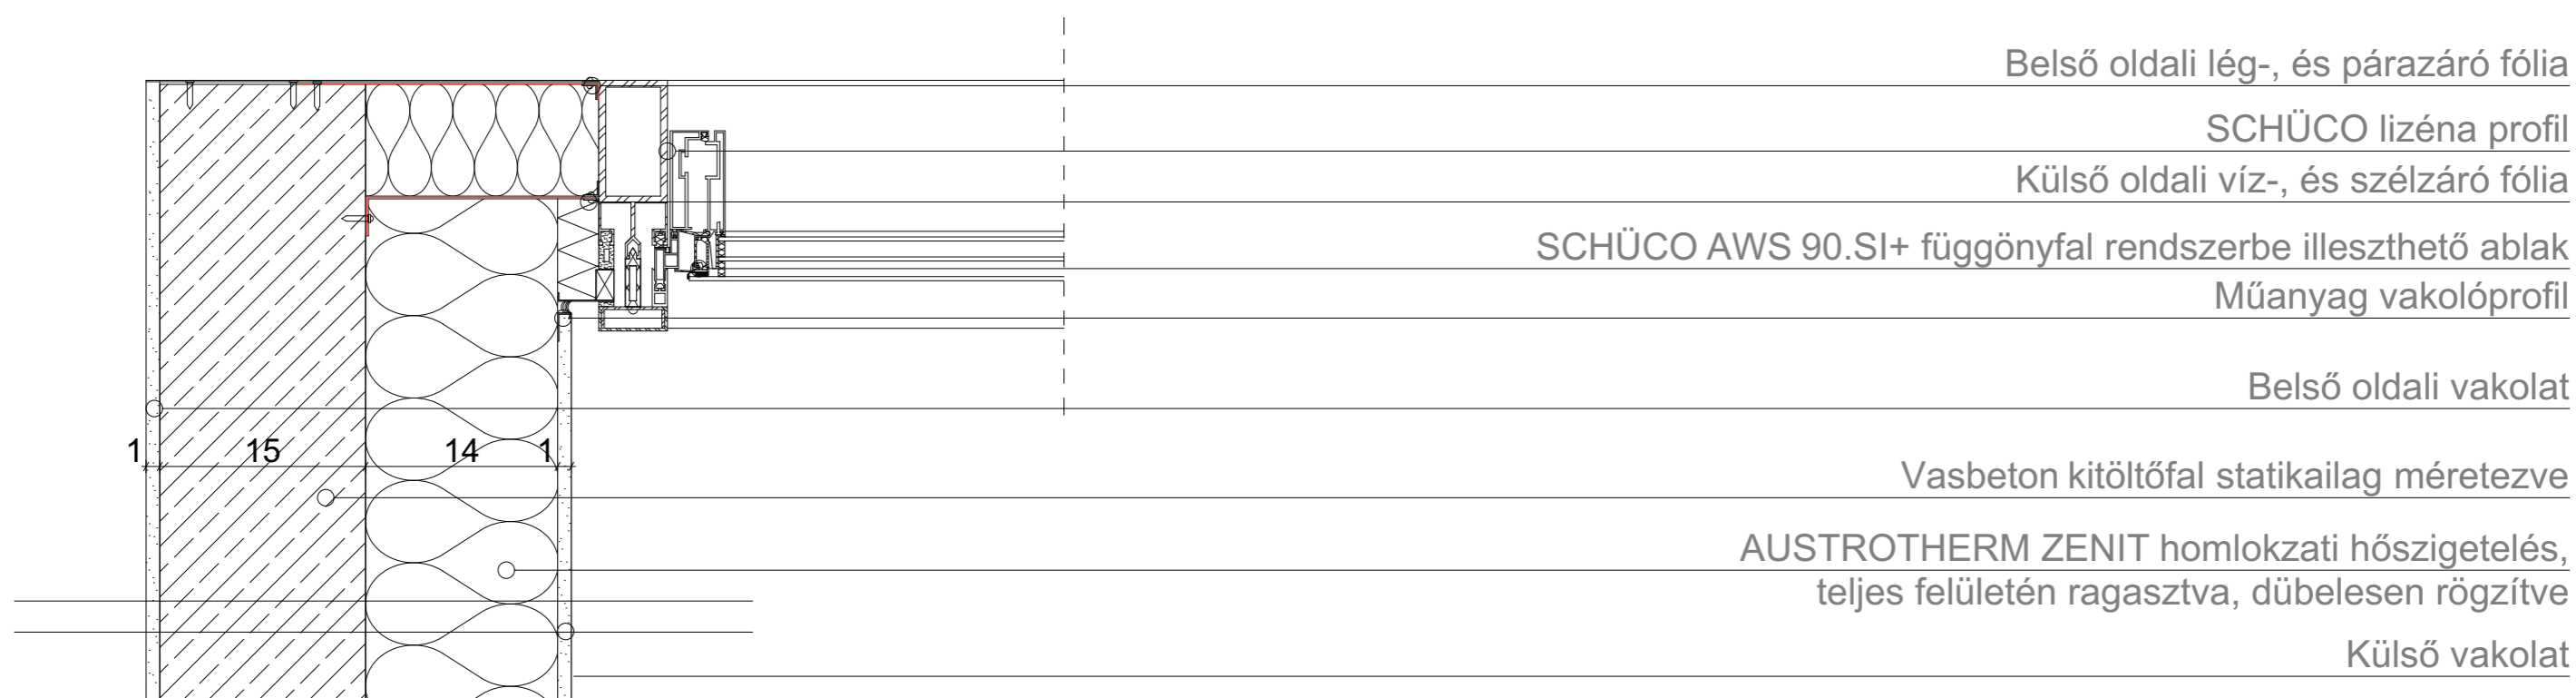 Belső oldali lég-, és párazáró fólia
SCHÜCO lizéna profil
Külső oldali víz-, és szélzáró fólia
SCHÜCO AWS 90.SI+ függönyfal rendszerbe illeszthető ablak
Műanyag vakolóprofil
Belső oldali vakolat
1 15 14 1
Vasbeton kitöltőfal statikailag méretezve
AUSTROTHERM ZENIT homlokzati hőszigetelés,
teljes felületén ragasztva, dübelesen rögzítve
Külső vakolat